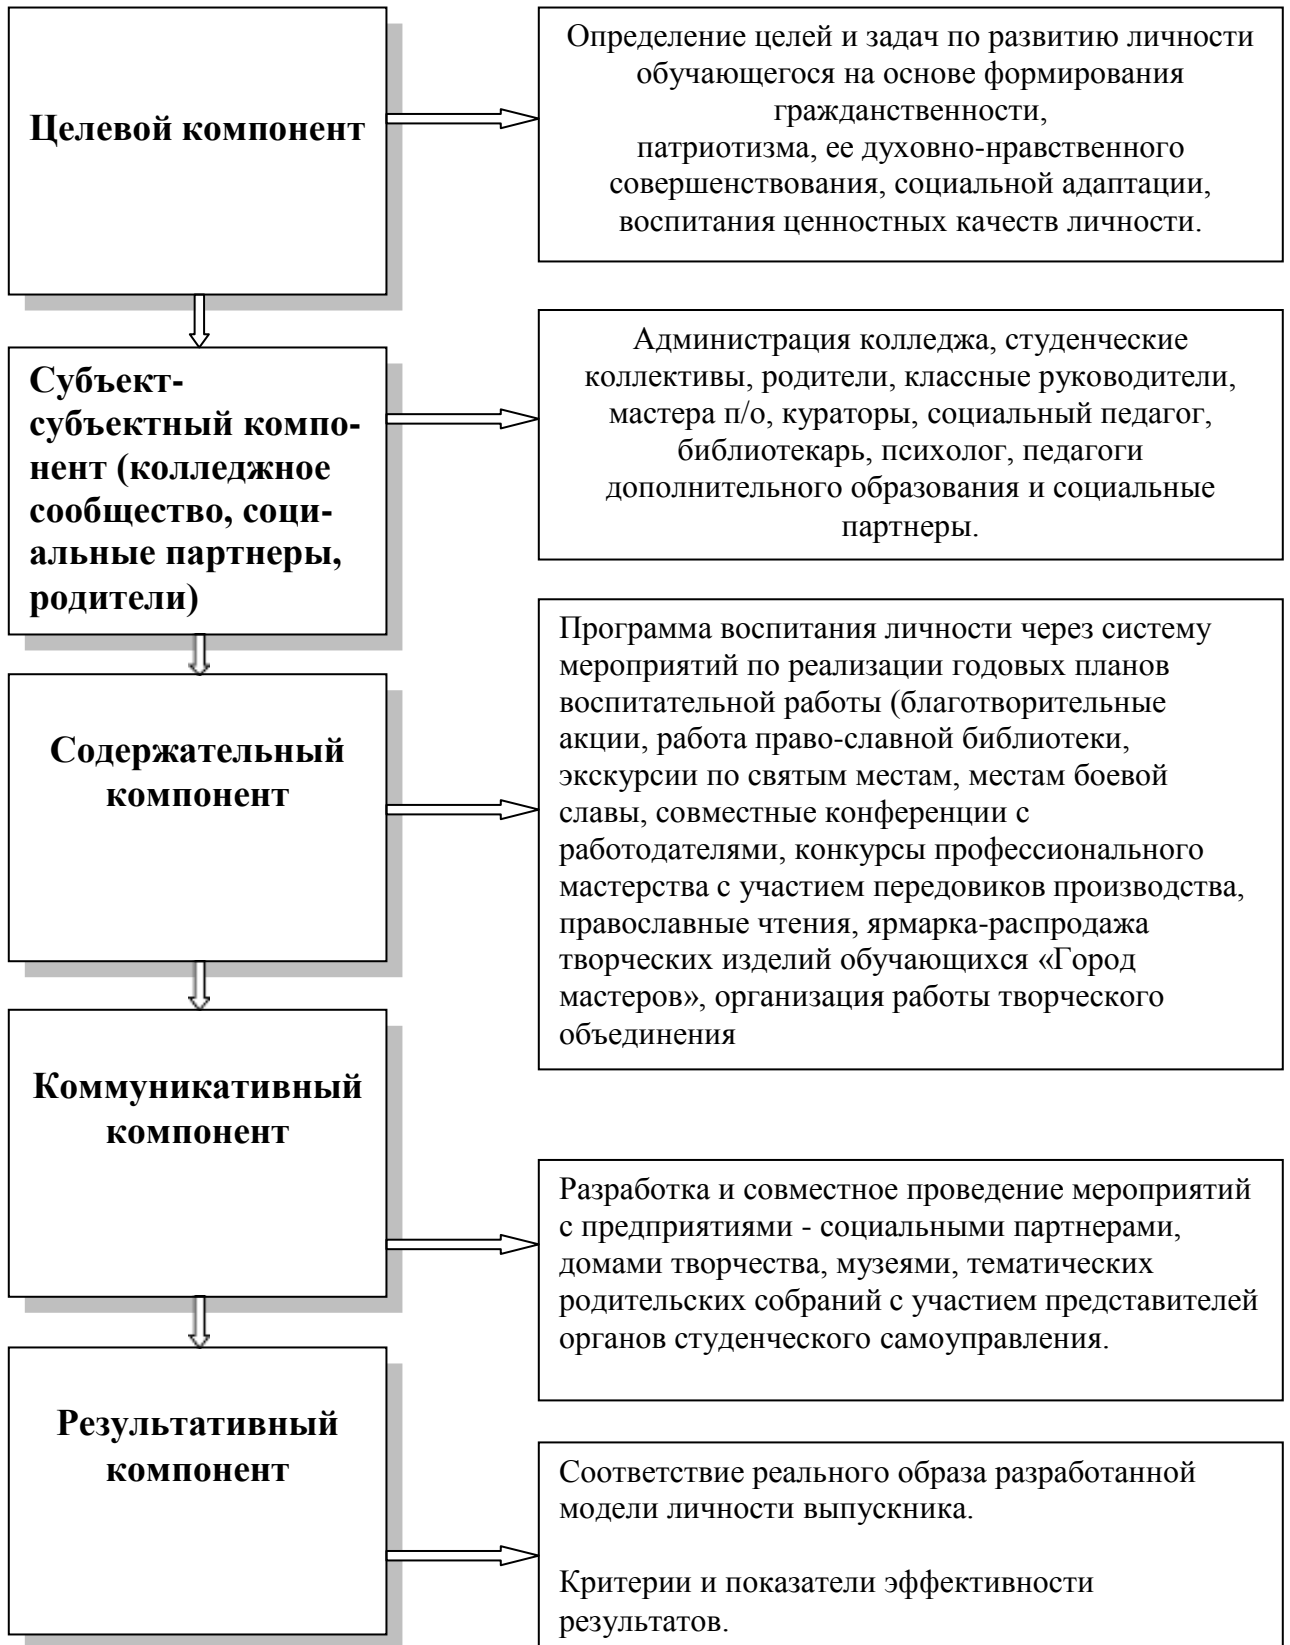 Целевой компонент
Определение целей и задач по развитию личности
обучающегося на основе формирования
гражданственности,
патриотизма, ее духовно-нравственного
совершенствования, социальной адаптации,
воспитания ценностных качеств личности.
Субъект-
субъектный компо-
нент (колледжное
сообщество, соци-
альные партнеры,
родители)
Администрация колледжа, студенческие
коллективы, родители, классные руководители,
мастера п/о, кураторы, социальный педагог,
библиотекарь, психолог, педагоги
дополнительного образования и социальные
партнеры.
Содержательный
компонент
Программа воспитания личности через систему
мероприятий по реализации годовых планов
воспитательной работы (благотворительные
акции, работа право-славной библиотеки,
экскурсии по святым местам, местам боевой
славы, совместные конференции с
работодателями, конкурсы профессионального
мастерства с участием передовиков производства,
православные чтения, ярмарка-распродажа
творческих изделий обучающихся «Город
мастеров», организация работы творческого
объединения
Коммуникативный
компонент
Разработка и совместное проведение мероприятий
с предприятиями - социальными партнерами,
домами творчества, музеями, тематических
родительских собраний с участием представителей
органов студенческого самоуправления.
Результативный
компонент
Соответствие реального образа разработанной
модели личности выпускника.
Критерии и показатели эффективности
результатов.